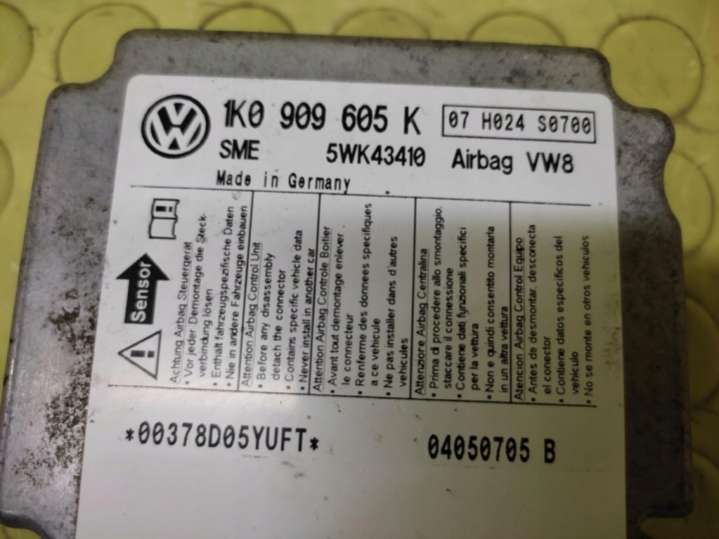 1K0 909 605 K
07 H024 S0700
SME 5WK43410 Airbag VW8
Made in Germany
Sensor
Achtung Airbag Steuergerät
• Vor jeder Demontage die Steck-
verbindung lösen
• Enthält fahrzeugspezifische Daten
• Nie in andere Fahrzeuge einbauen
Attention Airbag Control Unit
• Before any disassembly
detach the connector
• Contains specific vehicle data
• Never install in another car
Attention Airbag Controle Boitier
• Avant tout demontage enlever
le connecteur
• Renferme des donnees specifiques
a ce vehicule
• Ne pas installer dans d'autres
vehicules
Attenzione Airbag Centralina
• Prima di procedere allo smontaggio,
staccare il connessione
• Contiene dati funzionali specifici
per la vettura
• Non e quindi consentito montarla
in un altra vettura
Atencion Airbag Control Equipo
• Antes de desmontar desconecta
el conector
• Contiene datos especificos del
vehiculo
• No se monte en otros vehiculos
*00378D05YUFT*
04050705 B